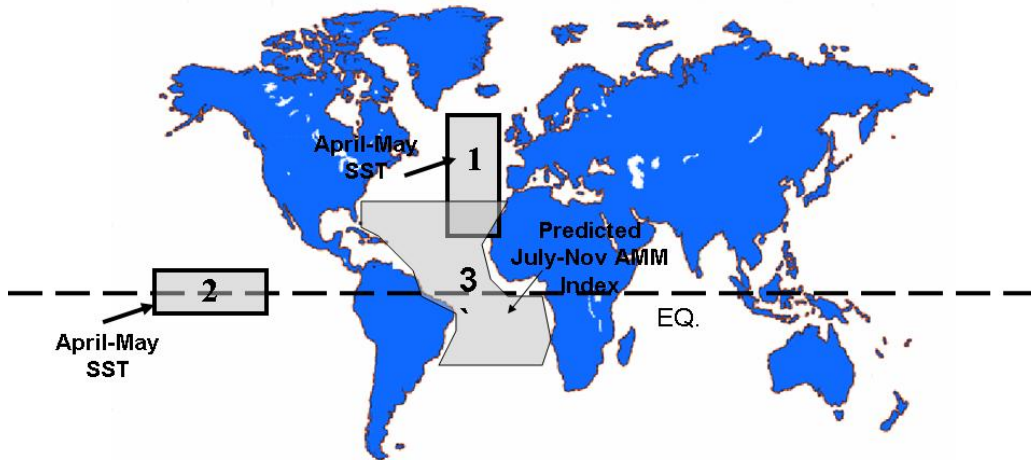 April-May
SST
1
Predicted
July-Nov AMM
Index
3
2
EQ.
April-May
SST